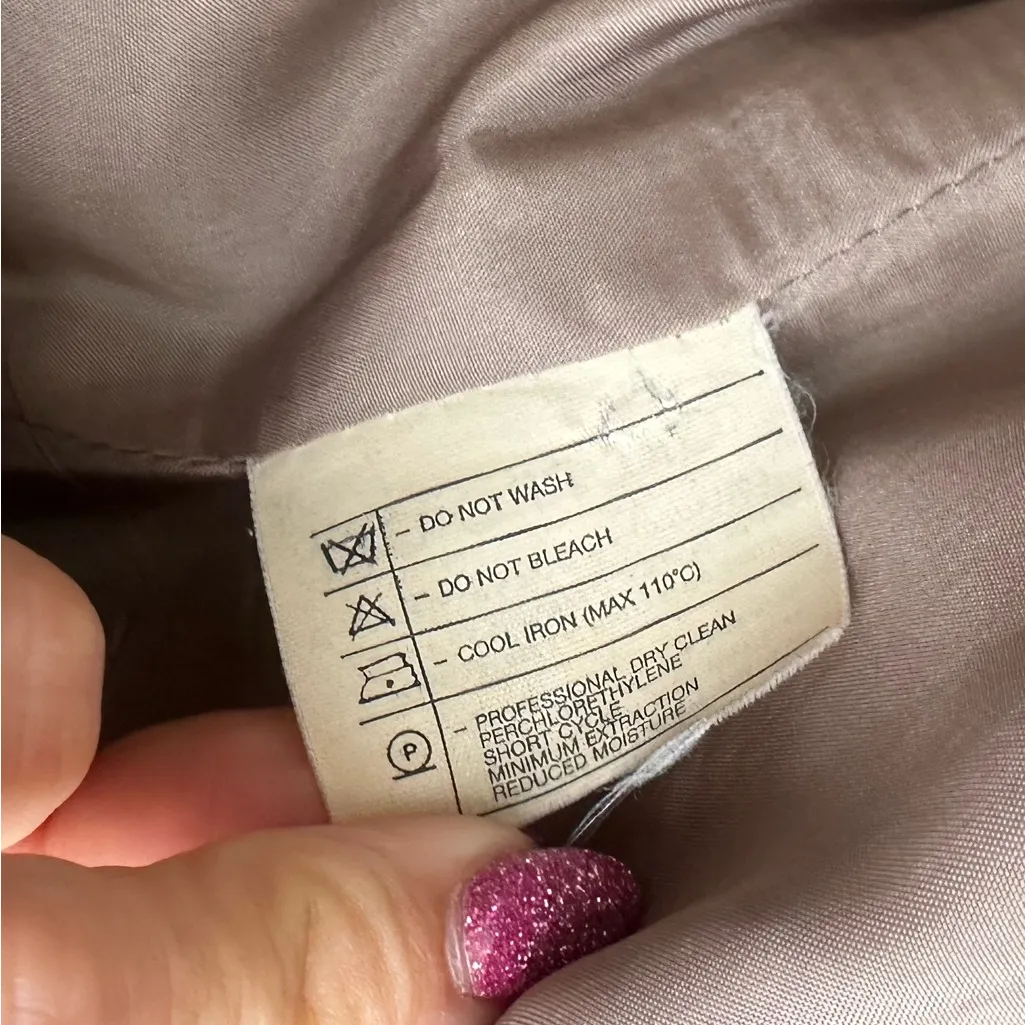 - DO NOT WASH
- DO NOT BLEACH
- COOL IRON (MAX 110°C)
P - PROFESSIONAL DRY CLEAN
PERCHLORETHYLENE
SHORT CYCLE
MINIMUM EXTRACTION
REDUCED MOISTURE